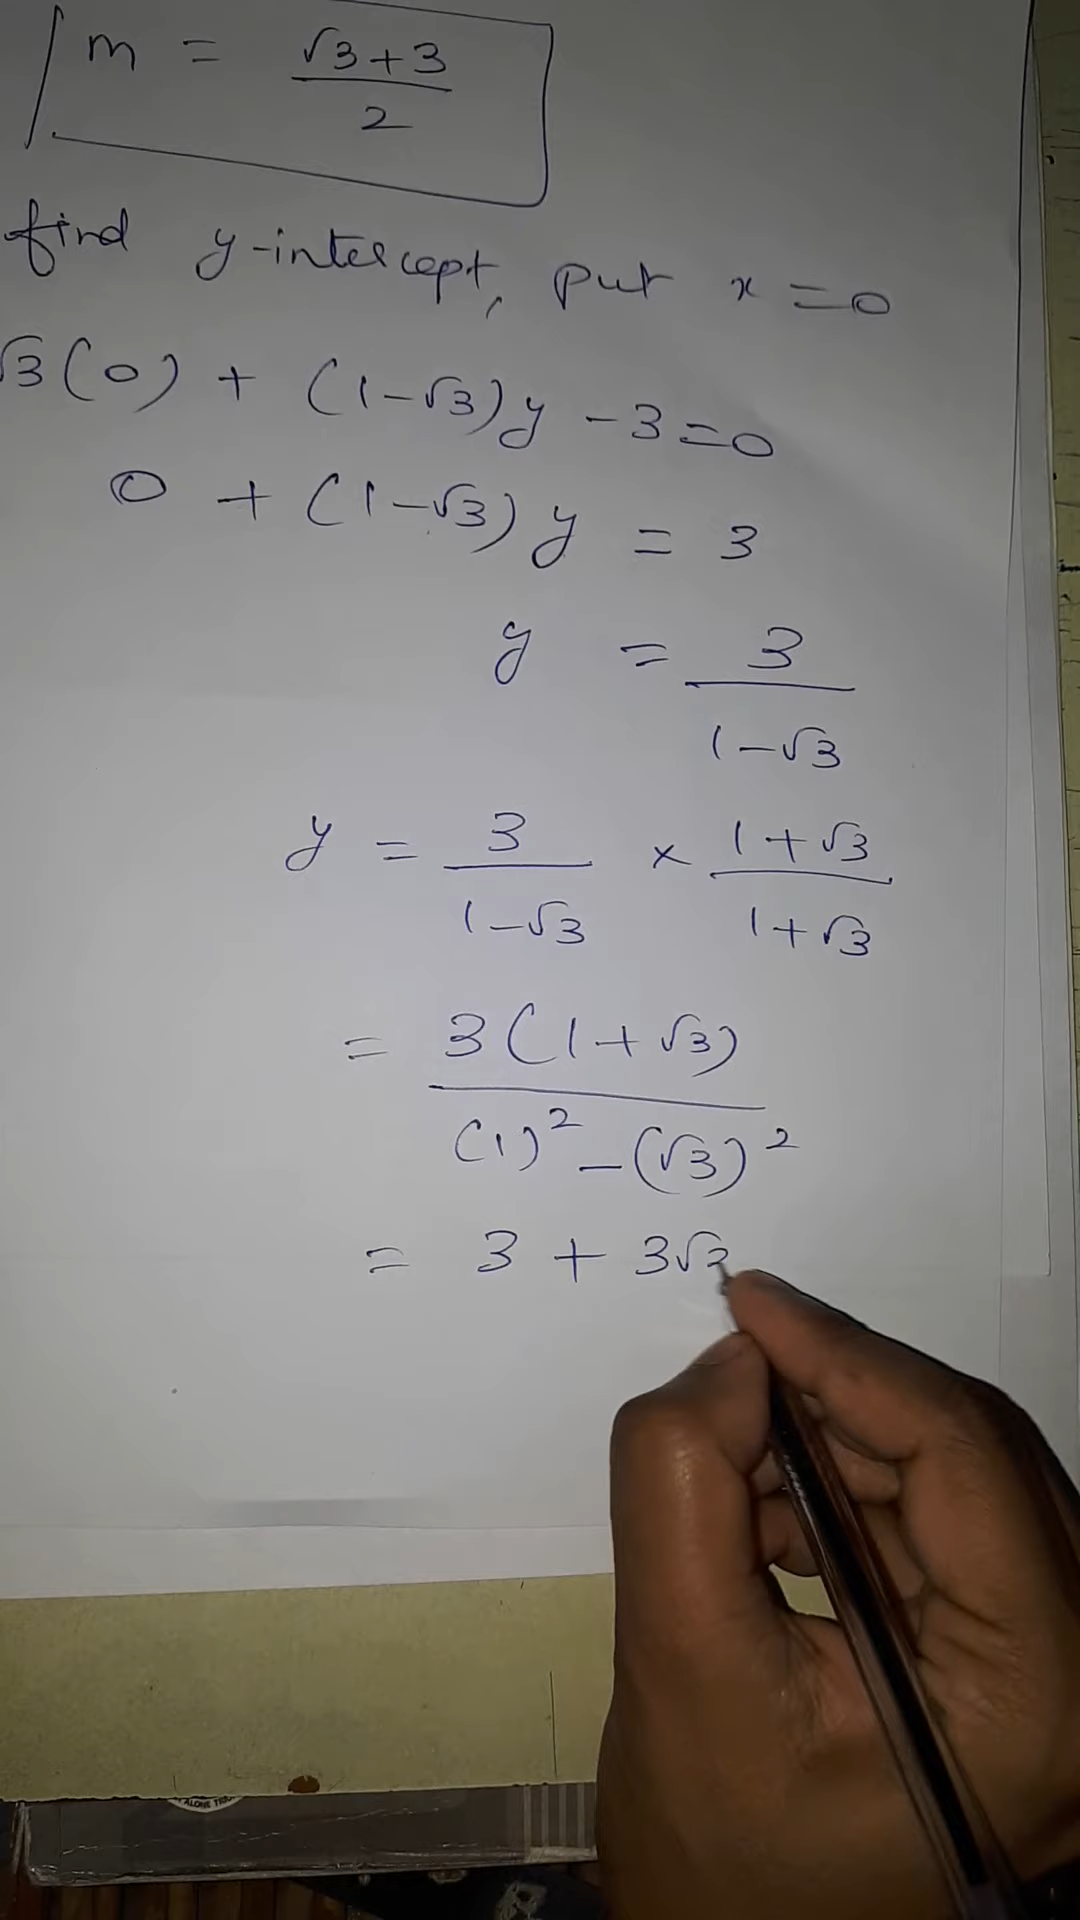 m = √3+3 / 2
find y-intercept, put x=0
√3(0) + (1-√3)y -3=0
0 + (1-√3)y = 3
y = 3 / 1-√3
y = 3 / 1-√3 × 1+√3 / 1+√3
= 3(1+√3) / (1)² - (√3)²
= 3 + 3√3